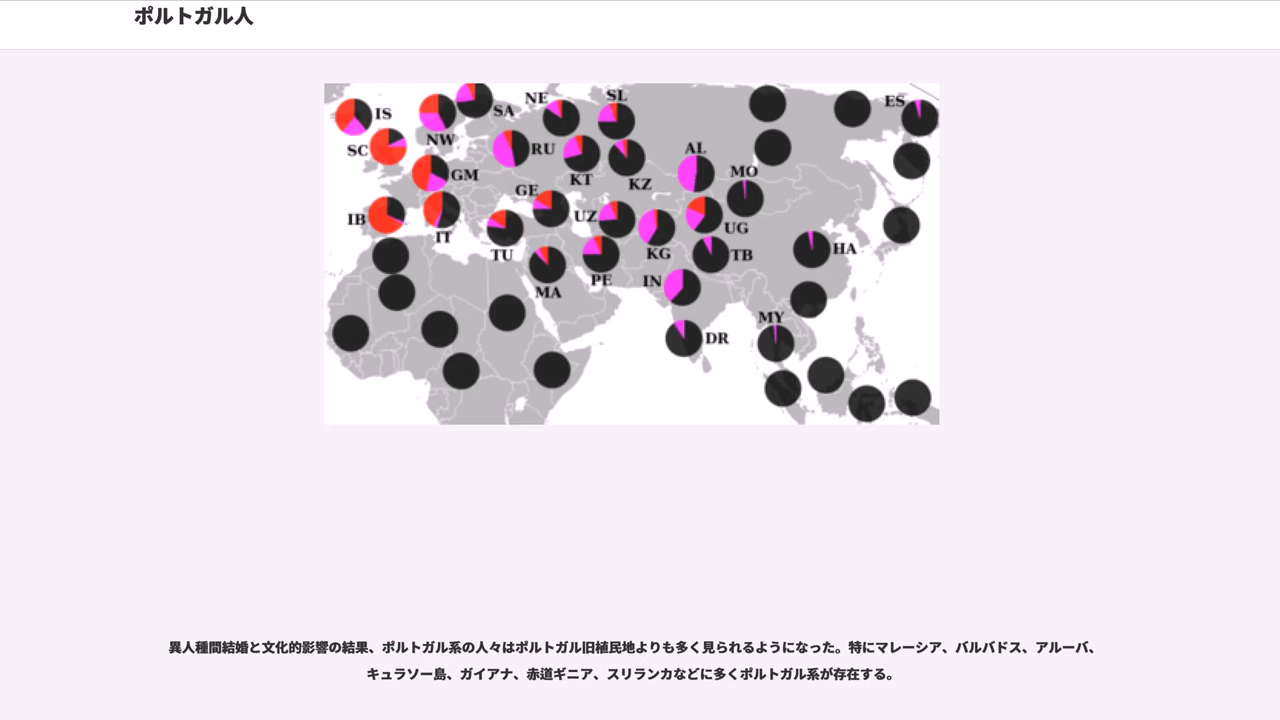 ポルトガル人
IS
SA
NE
SL
ES
SC
NW
RU
KT
KZ
AL
MO
GM
GE
IB
IT
TU
UZ
KG
UG
TB
HA
MA
PE
IN
MY
DR
異人種間結婚と文化的影響の結果、ポルトガル系の人々はポルトガル旧植民地よりも多く見られるようになった。特にマレーシア、バルバドス、アルーバ、
キュラソー島、ガイアナ、赤道ギニア、スリランカなどに多くポルトガル系が存在する。